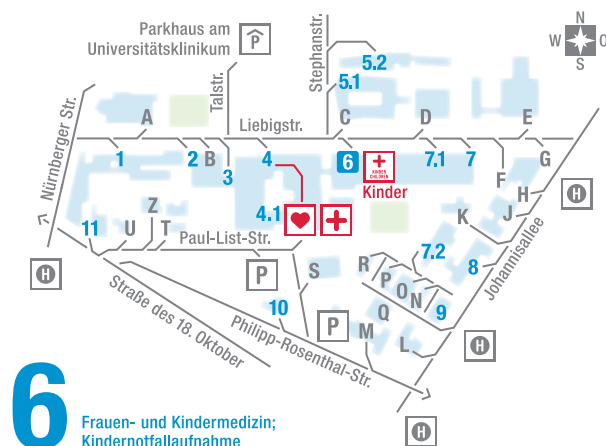 Parkhaus am
Universitätsklinikum
P
N
W O
S
Stephanstr.
5.2
5.1
Talstr.
Nürnberger Str.
A
Liebigstr.
C
D
E
1
2
B
3
4
6
KINDER
CHILDREN
Kinder
7.1
7
F
G
H
J
H
4.1
K
Johannisallee
11
U
Z
T
Paul-List-Str.
P
S
7.2
8
R
P
O
N
9
H
Straße des 18. Oktober
10
Philipp-Rosenthal-Str.
P
Q
M
L
H
H
6
Frauen- und Kindermedizin;
Kindernotfallaufnahme